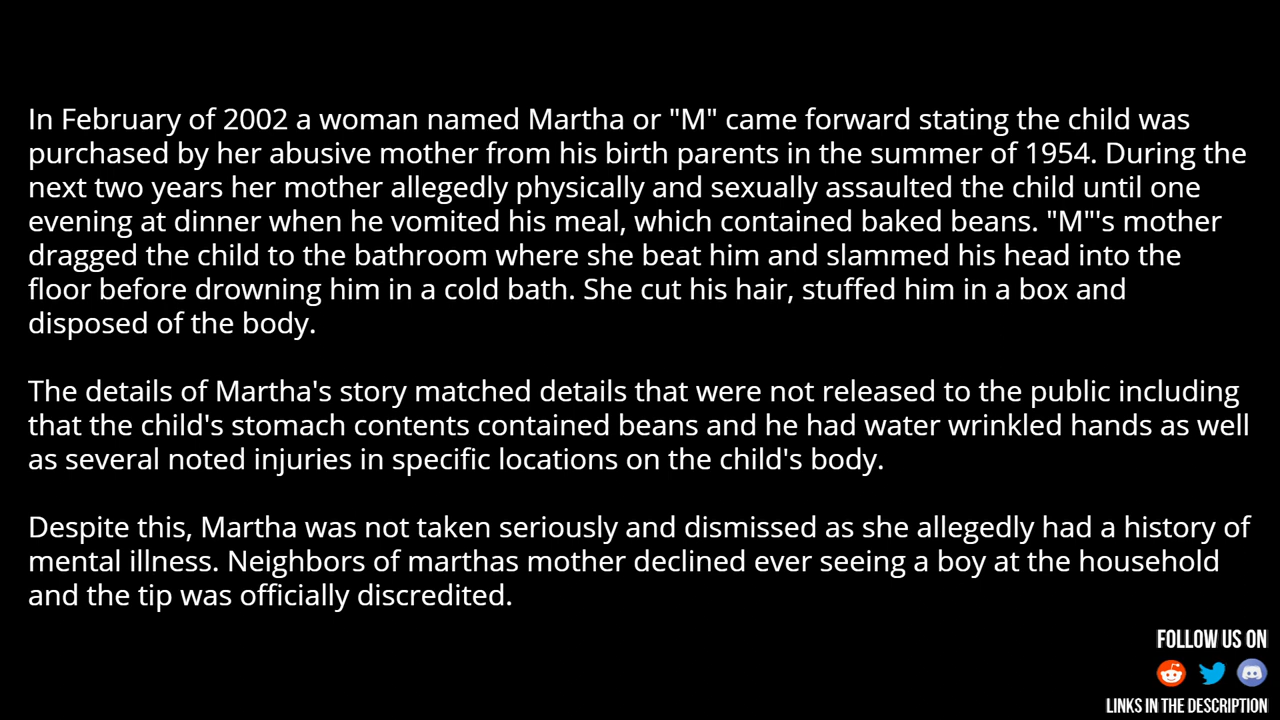 In February of 2002 a woman named Martha or "M" came forward stating the child was
purchased by her abusive mother from his birth parents in the summer of 1954. During the
next two years her mother allegedly physically and sexually assaulted the child until one
evening at dinner when he vomited his meal, which contained baked beans. "M"'s mother
dragged the child to the bathroom where she beat him and slammed his head into the
floor before drowning him in a cold bath. She cut his hair, stuffed him in a box and
disposed of the body.
The details of Martha's story matched details that were not released to the public including
that the child's stomach contents contained beans and he had water wrinkled hands as well
as several noted injuries in specific locations on the child's body.
Despite this, Martha was not taken seriously and dismissed as she allegedly had a history of
mental illness. Neighbors of marthas mother declined ever seeing a boy at the household
and the tip was officially discredited.
FOLLOW US ON
LINKS IN THE DESCRIPTION